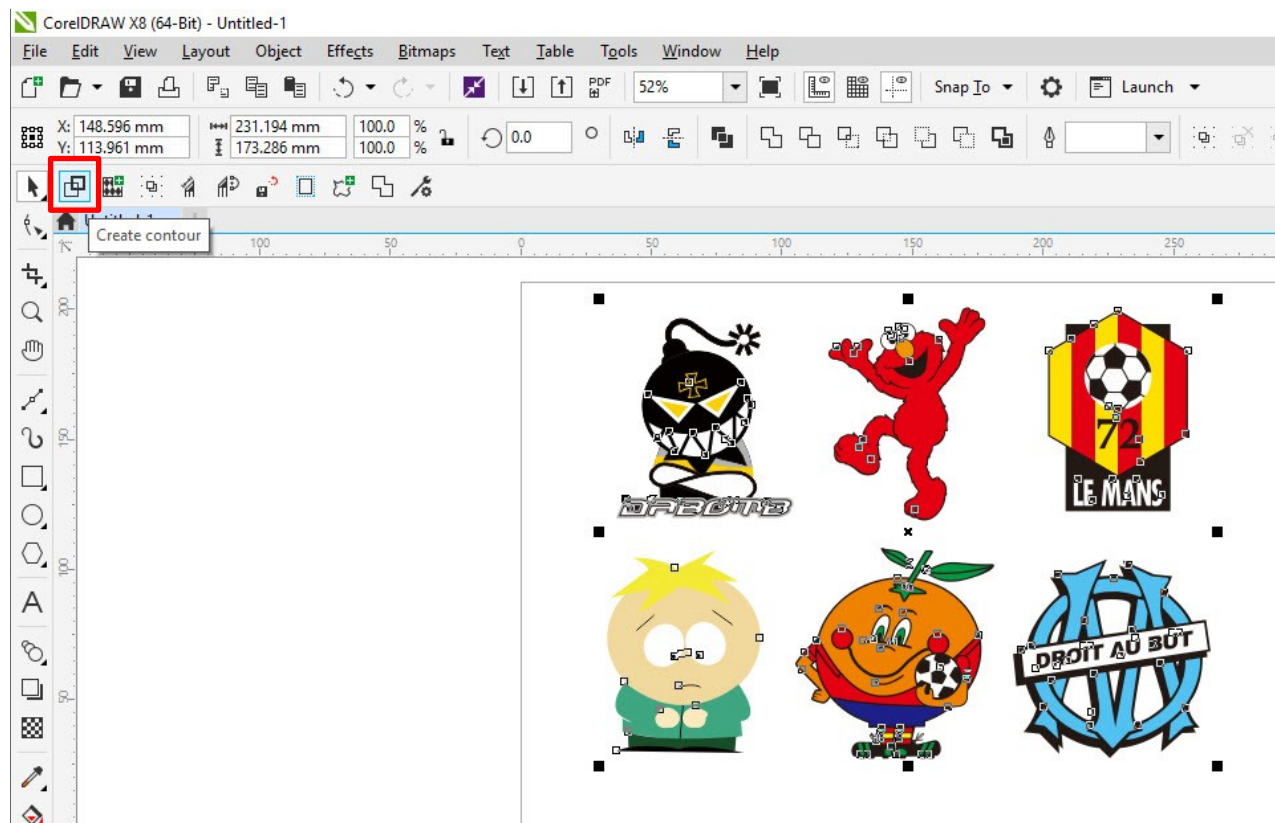 CorelDRAW X8 (64-Bit) - Untitled-1
File Edit View Layout Object Effects Bitmaps Text Table Tools Window Help
PDF 52% Snap To Launch
X: 148.596 mm 231.194 mm 100.0 % 0.0
Y: 113.961 mm 173.286 mm 100.0 %
Untitled-1
Create contour
100 50 0 50 100 150 200 250
200
150
100
50
72
LE MANS
DROIT AU BUT